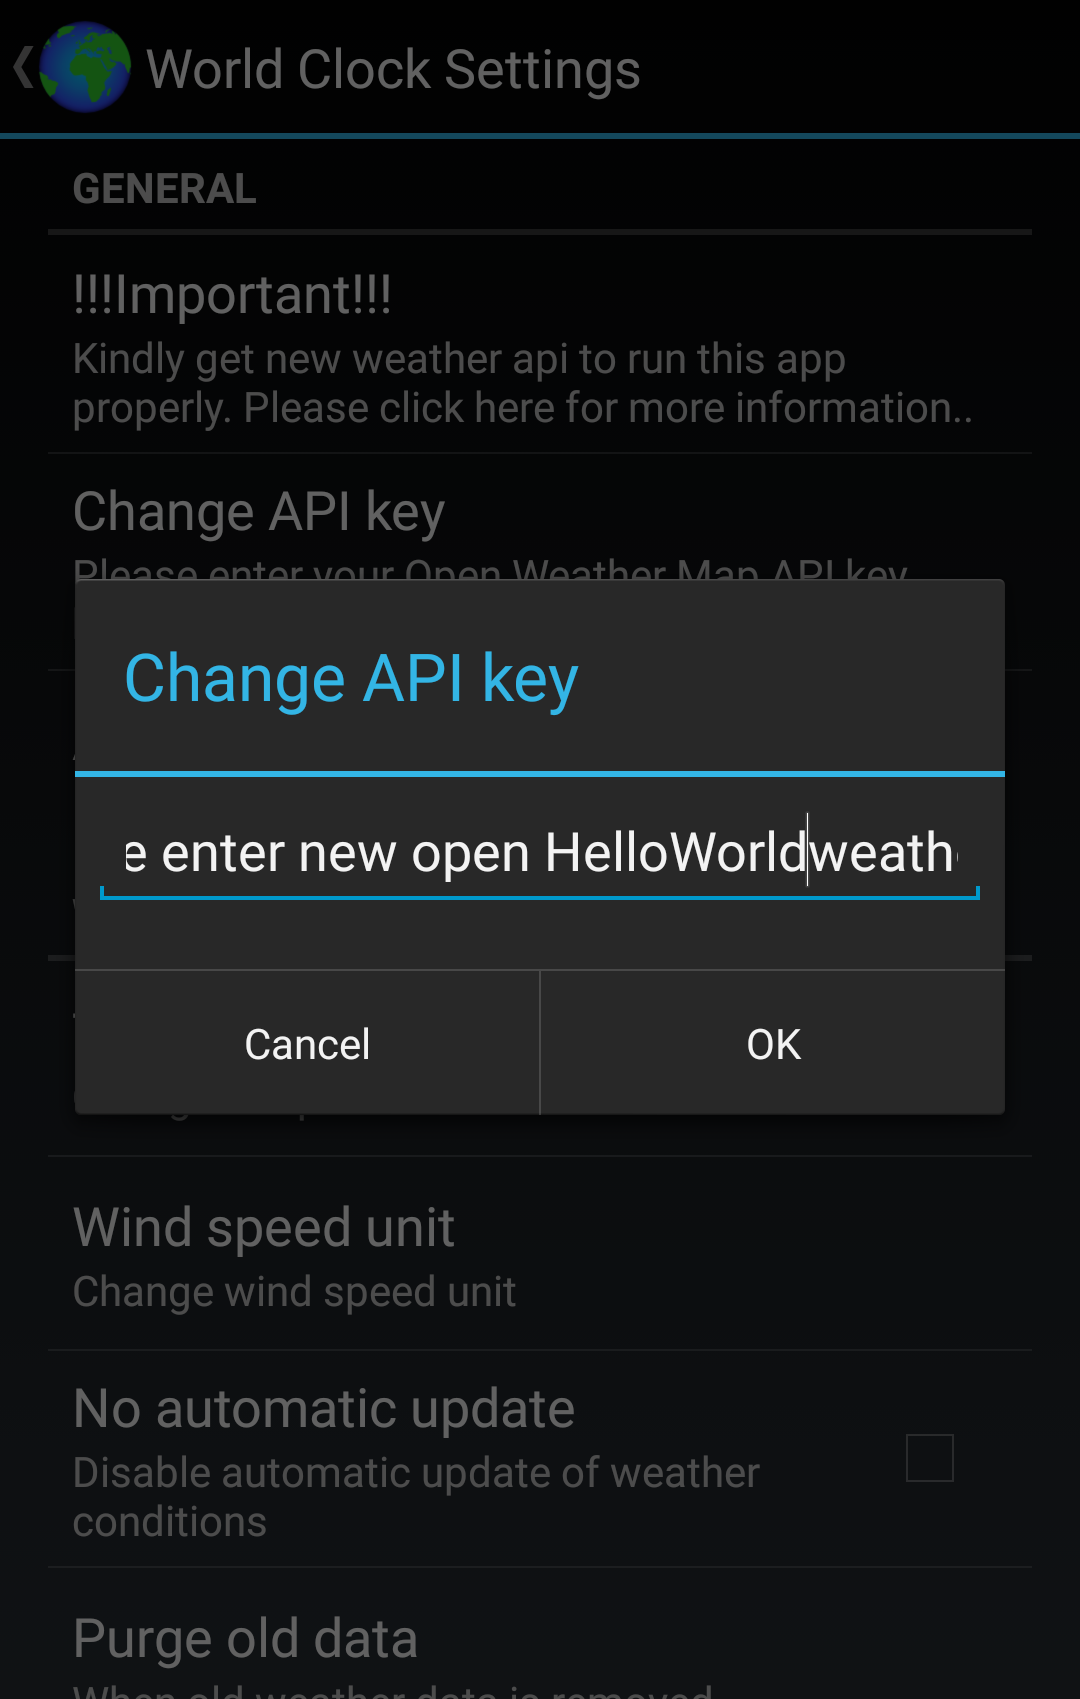 World Clock Settings
GENERAL
!!!Important!!!
Kindly get new weather api to run this app
properly. Please click here for more information..
Change API key
Please enter your Open Weather Map API key
Change API key
e enter new open HelloWorldweath
Cancel
OK
Wind speed unit
Change wind speed unit
No automatic update
Disable automatic update of weather
conditions
Purge old data
When old weather data is removed